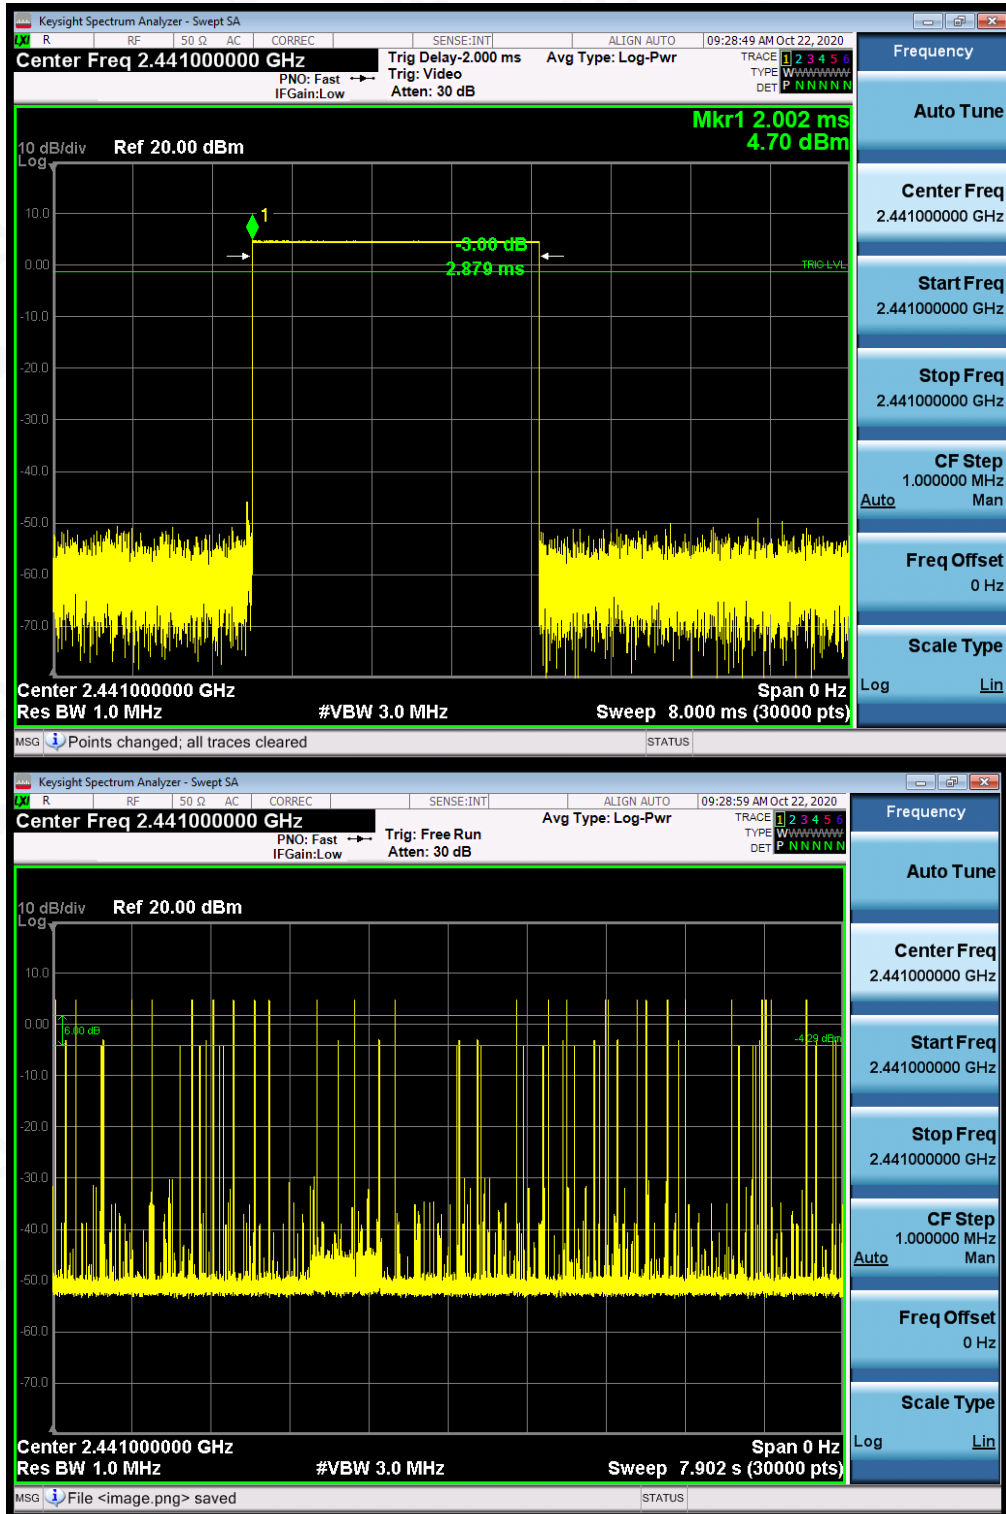 Keysight Spectrum Analyzer - Swept SA
LXI R RF 50 Ω AC CORREC SENSE:INT ALIGN AUTO 09:28:49 AM Oct 22, 2020
Center Freq 2.441000000 GHz
Trig Delay-2.000 ms Avg Type: Log-Pwr TRACE 1 2 3 4 5 6
PNO: Fast Trig: Video TYPE WWWWWW
IFGain:Low Atten: 30 dB DET P N N N N N
Mkr1 2.002 ms
4.70 dBm
10 dB/div Ref 20.00 dBm
Log
10.0
1
-3.00 dB
2.879 ms
0.00
TRIG LVL
-10.0
-20.0
-30.0
-40.0
-50.0
-60.0
-70.0
Center 2.441000000 GHz Span 0 Hz
Res BW 1.0 MHz #VBW 3.0 MHz Sweep 8.000 ms (30000 pts)
MSG Points changed; all traces cleared STATUS
Frequency
Auto Tune
Center Freq
2.441000000 GHz
Start Freq
2.441000000 GHz
Stop Freq
2.441000000 GHz
CF Step
1.000000 MHz
Auto Man
Freq Offset
0 Hz
Scale Type
Log Lin
Keysight Spectrum Analyzer - Swept SA
LXI R RF 50 Ω AC CORREC SENSE:INT ALIGN AUTO 09:28:59 AM Oct 22, 2020
Center Freq 2.441000000 GHz
Avg Type: Log-Pwr TRACE 1 2 3 4 5 6
PNO: Fast Trig: Free Run TYPE WWWWWW
IFGain:Low Atten: 30 dB DET P N N N N N
10 dB/div Ref 20.00 dBm
Log
10.0
0.00
6.00 dB
-4.29 dBm
-10.0
-20.0
-30.0
-40.0
-50.0
-60.0
-70.0
Center 2.441000000 GHz Span 0 Hz
Res BW 1.0 MHz #VBW 3.0 MHz Sweep 7.902 s (30000 pts)
MSG File <image.png> saved STATUS
Frequency
Auto Tune
Center Freq
2.441000000 GHz
Start Freq
2.441000000 GHz
Stop Freq
2.441000000 GHz
CF Step
1.000000 MHz
Auto Man
Freq Offset
0 Hz
Scale Type
Log Lin